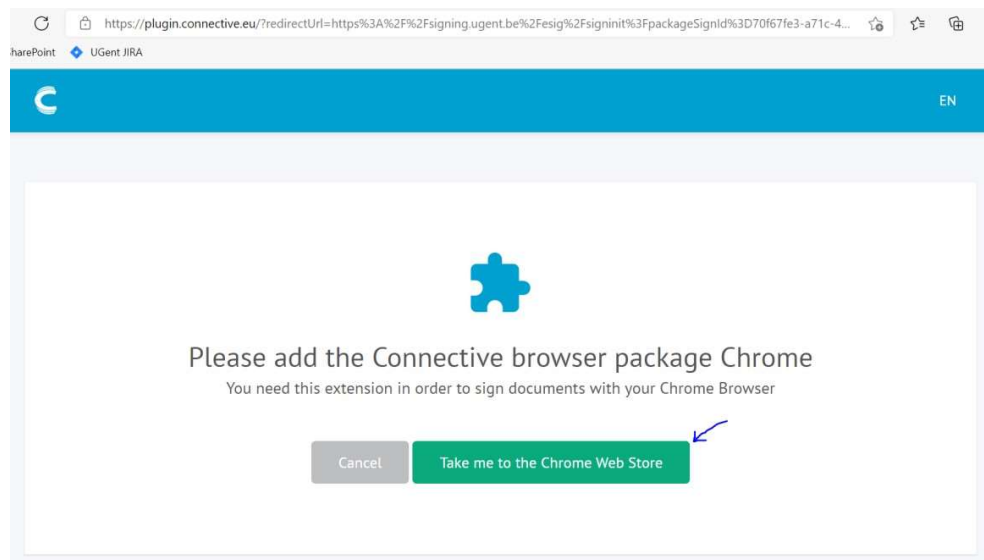 https://plugin.connective.eu/?redirectUrl=https%3A%2F%2Fsigning.ugent.be%2Fesig%2Fsigninit%3FpackageSignId%3D70f67fe3-a71c-4...
harePoint UGent JIRA
EN
Please add the Connective browser package Chrome
You need this extension in order to sign documents with your Chrome Browser
Cancel Take me to the Chrome Web Store